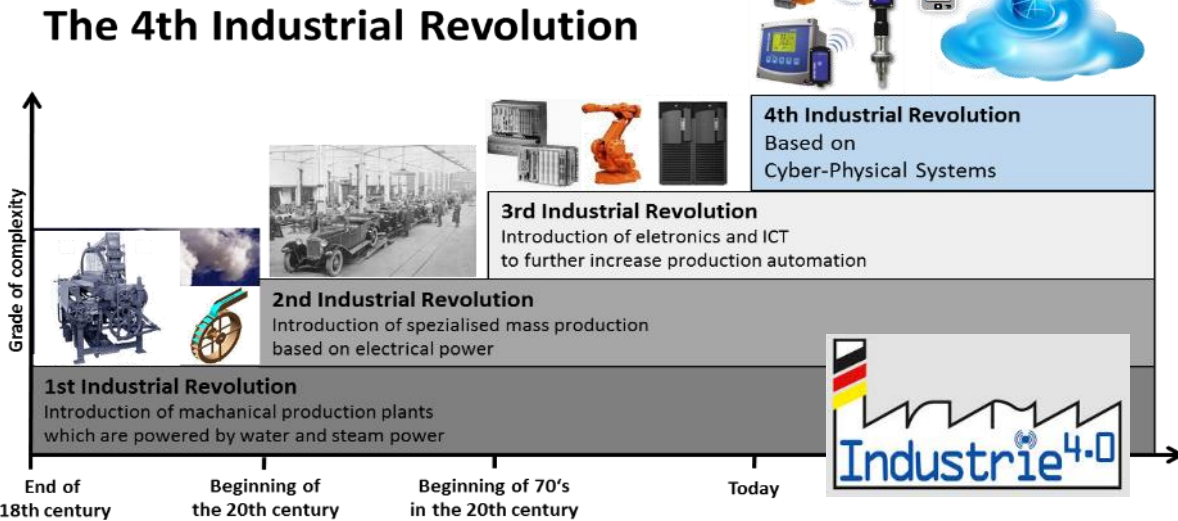 The 4th Industrial Revolution
4th Industrial Revolution
Based on
Cyber-Physical Systems
3rd Industrial Revolution
Introduction of eletronics and ICT
to further increase production automation
2nd Industrial Revolution
Introduction of spezialised mass production
based on electrical power
1st Industrial Revolution
Introduction of machanical production plants
which are powered by water and steam power
Grade of complexity
Industrie 4.0
End of
18th century
Beginning of
the 20th century
Beginning of 70‘s
in the 20th century
Today